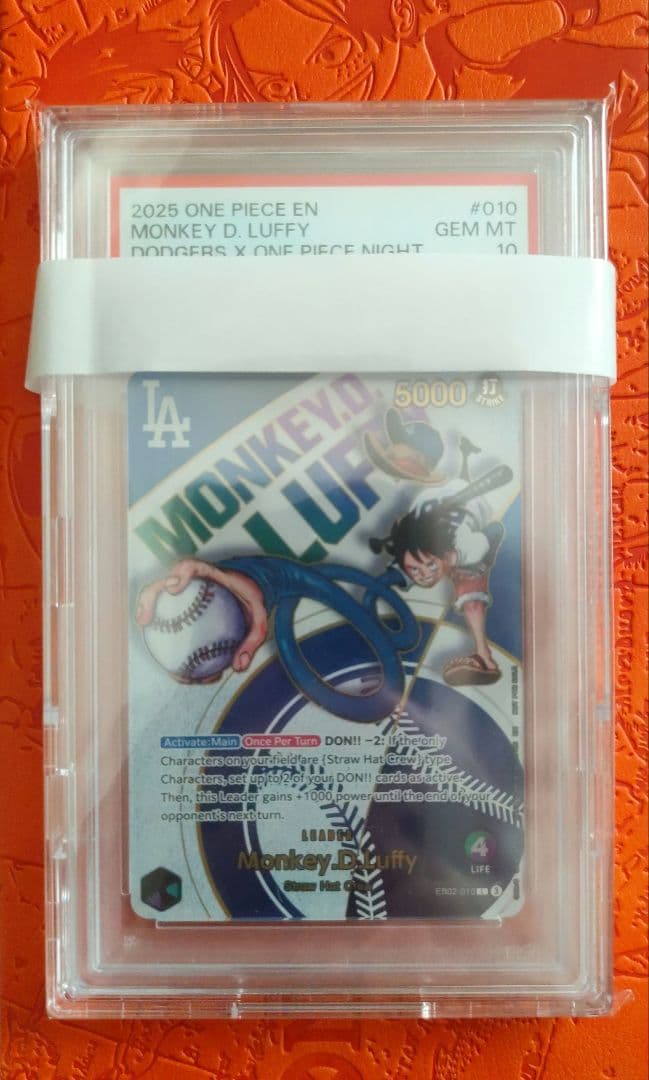 2025 ONE PIECE EN #010
MONKEY D. LUFFY GEM MT
DODGERS X ONE PIECE NIGHT 10
LA
5000 打
STRIKE
MONKEY.D.
LUF
Activate:Main Once Per Turn DON!! −2: If the only
Characters on your field are {Straw Hat Crew} type
Characters, set up to 2 of your DON!! cards as active.
Then, this Leader gains +1000 power until the end of your
opponent's next turn.
LEADER
Monkey.D.Luffy
4
LIFE
Straw Hat Crew
EB02-010 L